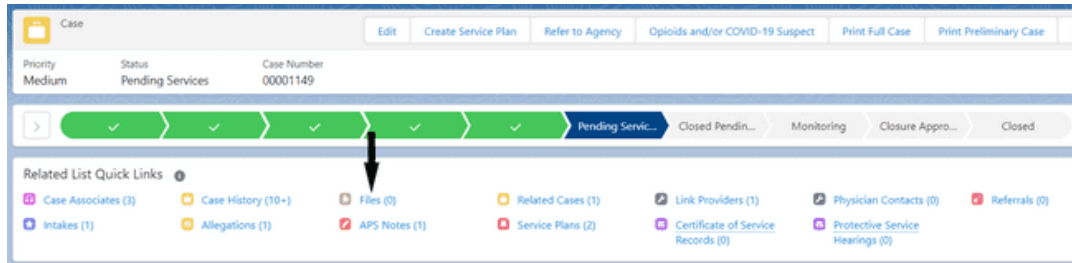 Case
Edit Create Service Plan Refer to Agency Opioids and/or COVID-19 Suspect Print Full Case Print Preliminary Case
Priority Status Case Number
Medium Pending Services 00001149
Pending Servic... Closed Pendin... Monitoring Closure Appro... Closed
Related List Quick Links
Case Associates (3) Case History (10+) Files (0) Related Cases (1) Link Providers (1) Physician Contacts (0) Referrals (0)
Intakes (1) Allegations (1) APS Notes (1) Service Plans (2) Certificate of Service Protective Service
Records (0) Hearings (0)